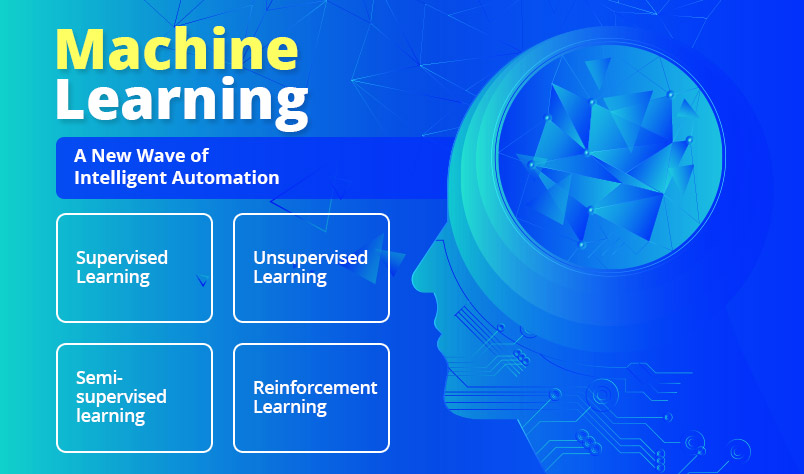 Machine
Learning
A New Wave of
Intelligent Automation
Supervised
Learning
Unsupervised
Learning
Semi-
supervised
learning
Reinforcement
Learning